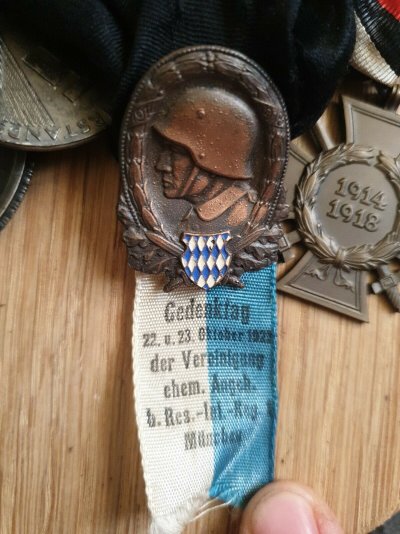 Gedenktag
22. u. 23. Oktober
der Vereinigung
ehem. Angeh.
b. Res.-Inf.-Reg.
München
1914
1918